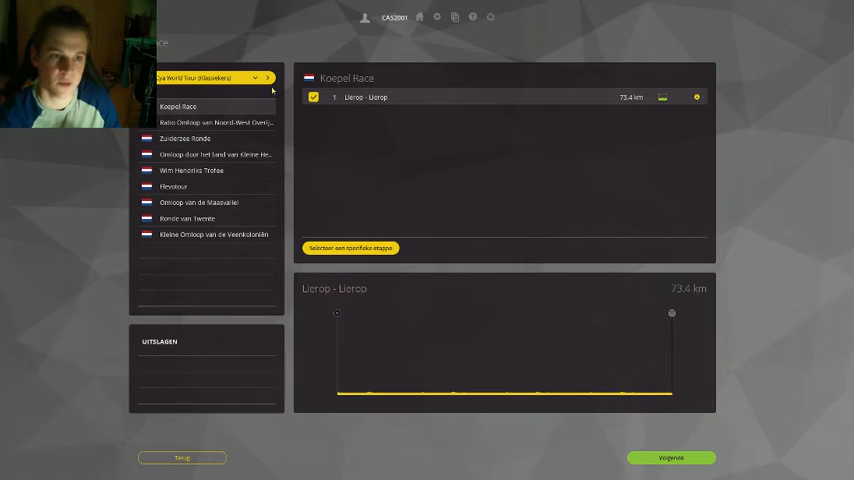 CAS2001
ce
Cya World Tour (Klassiekers)
Koepel Race
Rabo Omloop van Noord-West Overij...
Zuiderzee Ronde
Omloop door het land van Kleine He...
Wim Hendriks Trofee
Flevotour
Omloop van de Maasvallei
Ronde van Twente
Kleine Omloop van de Veenkoloniën
Koepel Race
1 Lierop - Lierop 73.4 km
Selecteer een specifieke etappe
Lierop - Lierop 73.4 km
UITSLAGEN
Terug
Volgende